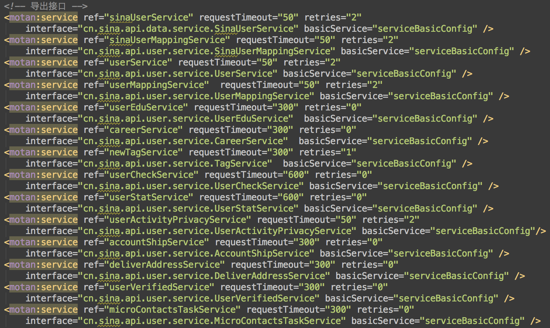 <!-- 导出接口 -->
<motan:service ref="sinaUserService" requestTimeout="50" retries="2"
interface="cn.sina.api.data.service.SinaUserService" basicService="serviceBasicConfig" />
<motan:service ref="sinaUserMappingService" requestTimeout="50" retries="2"
interface="cn.sina.api.user.service.SinaUserMappingService" basicService="serviceBasicConfig" />
<motan:service ref="userService" requestTimeout="50" retries="2"
interface="cn.sina.api.user.service.UserService" basicService="serviceBasicConfig" />
<motan:service ref="userMappingService"  requestTimeout="50" retries="2"
interface="cn.sina.api.user.service.UserMappingService" basicService="serviceBasicConfig" />
<motan:service ref="userEduService" requestTimeout="300" retries="0"
interface="cn.sina.api.user.service.UserEduService"  basicService="serviceBasicConfig" />
<motan:service ref="careerService" requestTimeout="300" retries="0"
interface="cn.sina.api.user.service.CareerService"  basicService="serviceBasicConfig" />
<motan:service ref="newTagService" requestTimeout="300" retries="1"
interface="cn.sina.api.user.service.TagService"  basicService="serviceBasicConfig" />
<motan:service ref="userCheckService" requestTimeout="600" retries="0"
interface="cn.sina.api.user.service.UserCheckService" basicService="serviceBasicConfig" />
<motan:service ref="userStatService" requestTimeout="600" retries="0"
interface="cn.sina.api.user.service.UserStatService" basicService="serviceBasicConfig" />
<motan:service ref="userActivityPrivacyService" requestTimeout="50" retries="2"
interface="cn.sina.api.user.service.UserActivityPrivacyService" basicService="serviceBasicConfig"/>
<motan:service ref="accountShipService" requestTimeout="300" retries="0"
interface="cn.sina.api.user.service.AccountShipService" basicService="serviceBasicConfig" />
<motan:service ref="deliverAddressService" requestTimeout="300" retries="0"
interface="cn.sina.api.user.service.DeliverAddressService" basicService="serviceBasicConfig" />
<motan:service ref="userVerifiedService" requestTimeout="300" retries="0"
interface="cn.sina.api.user.service.UserVerifiedService" basicService="serviceBasicConfig" />
<motan:service ref="microContactsTaskService" requestTimeout="300" retries="0"
interface="cn.sina.api.user.service.MicroContactsTaskService" basicService="serviceBasicConfig" />